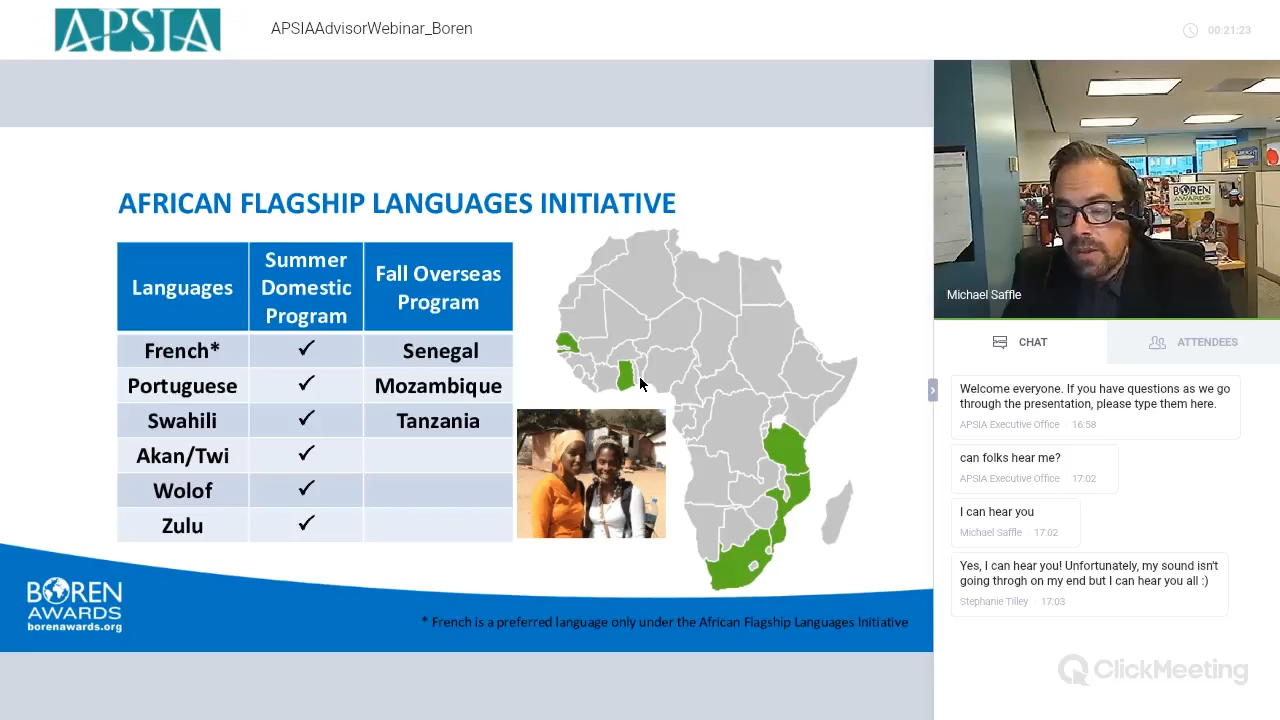 APSIA
APSIAAdvisorWebinar_Boren
00:21:23
AFRICAN FLAGSHIP LANGUAGES INITIATIVE
Languages
Summer
Domestic
Program
Fall Overseas
Program
French* ✓ Senegal
Portuguese ✓ Mozambique
Swahili ✓ Tanzania
Akan/Twi ✓
Wolof ✓
Zulu ✓
BOREN
AWARDS
borenawards.org
* French is a preferred language only under the African Flagship Languages Initiative
BOREN
AWARDS
Michael Saffle
CHAT
ATTENDEES
Welcome everyone. If you have questions as we go
through the presentation, please type them here.
APSIA Executive Office · 16:58
can folks hear me?
APSIA Executive Office · 17:02
I can hear you
Michael Saffle · 17:02
Yes, I can hear you! Unfortunately, my sound isn't
going throgh on my end but I can hear you all :)
Stephanie Tilley · 17:03
ClickMeeting